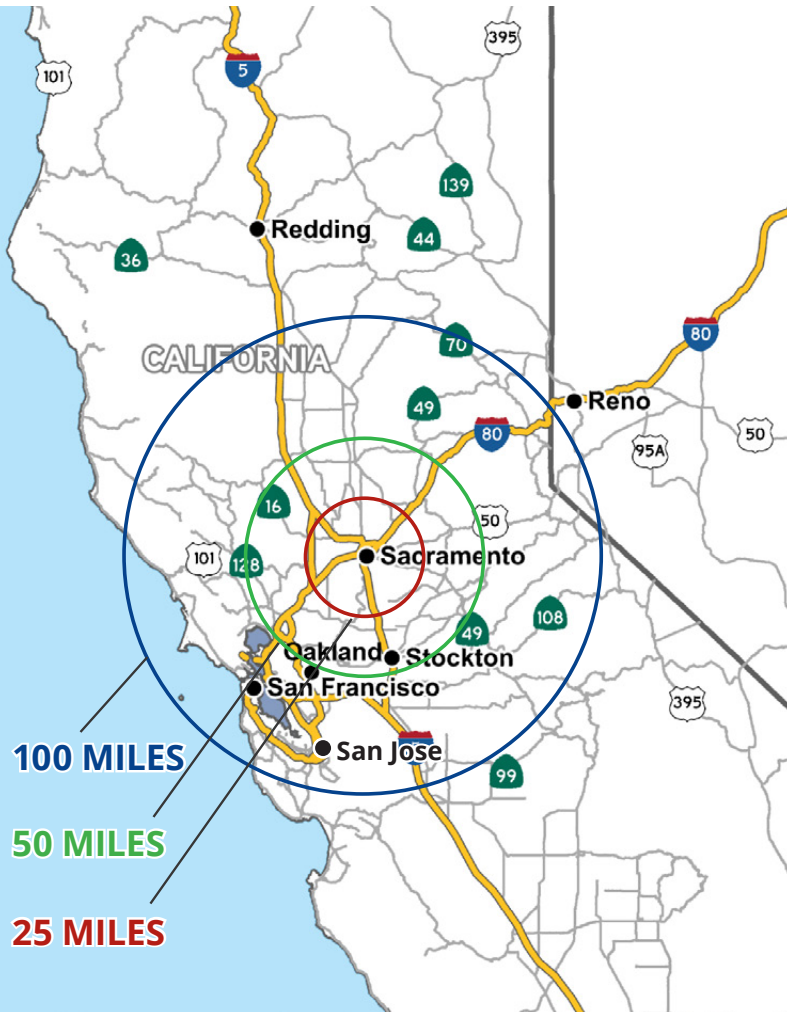 395
101
5
139
Redding
44
36
70
CALIFORNIA
80
Reno
49
80
50
95A
16
50
Sacramento
101
128
108
49
Oakland
Stockton
San Francisco
395
San Jose
100 MILES
99
50 MILES
25 MILES